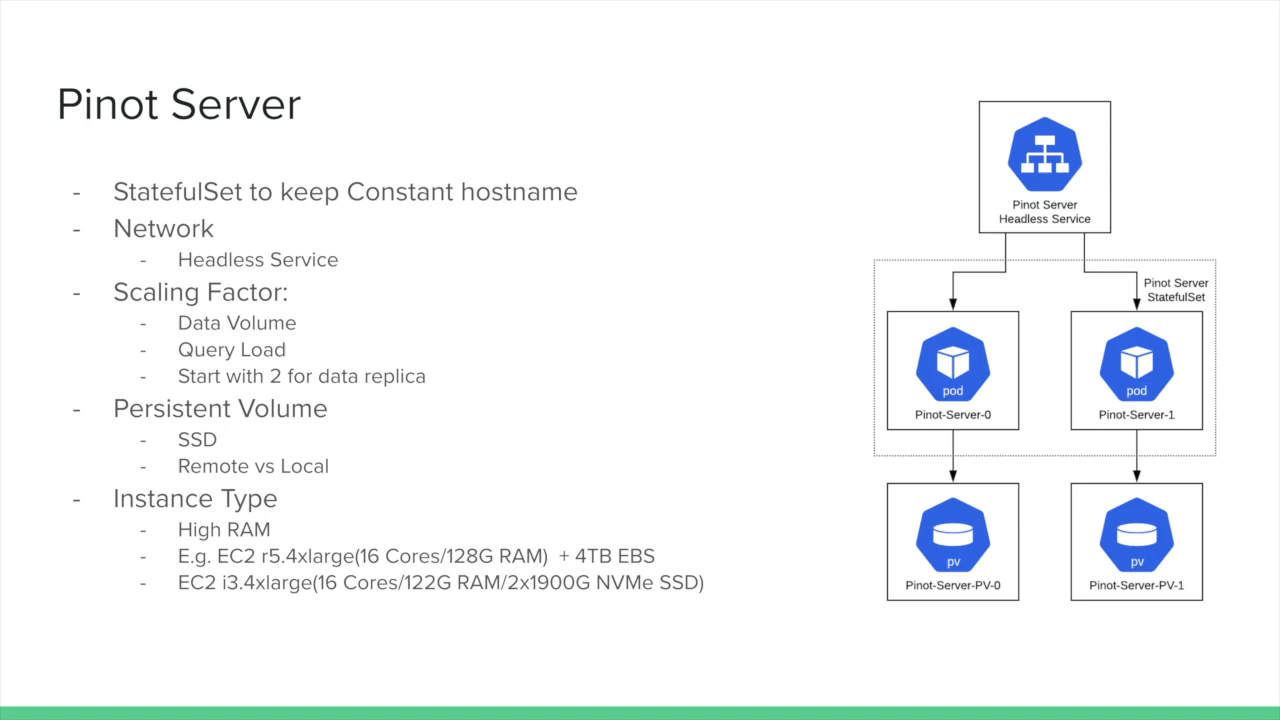 Pinot Server
- StatefulSet to keep Constant hostname
- Network
- Headless Service
- Scaling Factor:
- Data Volume
- Query Load
- Start with 2 for data replica
- Persistent Volume
- SSD
- Remote vs Local
- Instance Type
- High RAM
- E.g. EC2 r5.4xlarge(16 Cores/128G RAM)  + 4TB EBS
- EC2 i3.4xlarge(16 Cores/122G RAM/2x1900G NVMe SSD)
Pinot Server
Headless Service
Pinot Server
StatefulSet
pod
Pinot-Server-0
pod
Pinot-Server-1
pv
Pinot-Server-PV-0
pv
Pinot-Server-PV-1